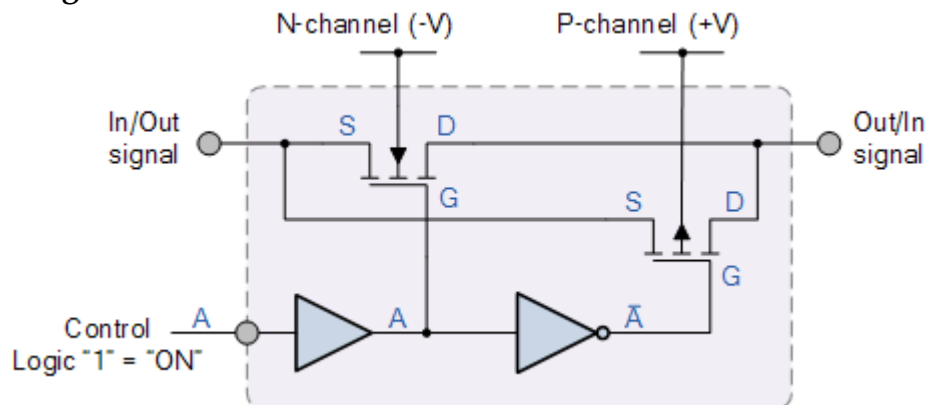 N-channel (-V)
P-channel (+V)
In/Out
signal
S
D
G
Out/In
signal
S
D
G
Control
Logic "1" = "ON"
A
A
Ā